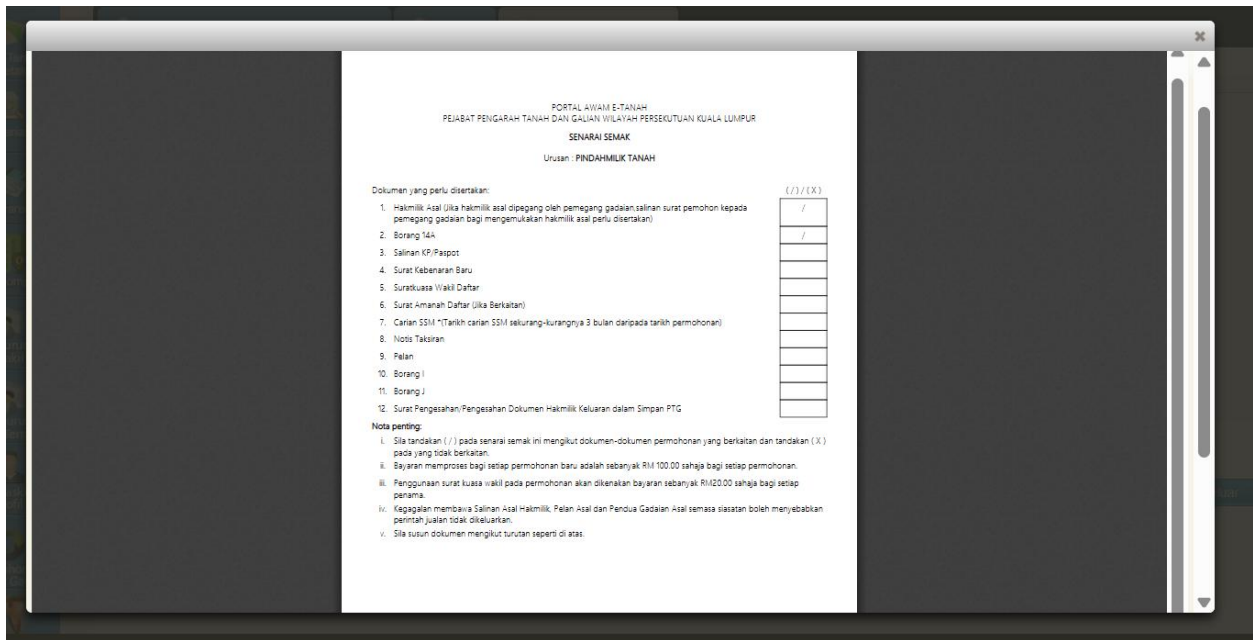 PORTAL AWAM E-TANAH
PEJABAT PENGARAH TANAH DAN GALIAN WILAYAH PERSEKUTUAN KUALA LUMPUR
SENARAI SEMAK
Urusan : PINDAHMILIK TANAH
Dokumen yang perlu disertakan: (/)/(X)
1. Hakmilik Asal (Jika hakmilik asal dipegang oleh pemegang gadaian,salinan surat pemohon kepada /
pemegang gadaian bagi mengemukakan hakmilik asal perlu disertakan)
2. Borang 14A /
3. Salinan KP/Paspot
4. Surat Kebenaran Baru
5. Suratkuasa Wakil Daftar
6. Surat Amanah Daftar (Jika Berkaitan)
7. Carian SSM *(Tarikh carian SSM sekurang-kurangnya 3 bulan daripada tarikh permohonan)
8. Notis Taksiran
9. Pelan
10. Borang I
11. Borang J
12. Surat Pengesahan/Pengesahan Dokumen Hakmilik Keluaran dalam Simpan PTG
Nota penting:
i. Sila tandakan ( / ) pada senarai semak ini mengikut dokumen-dokumen permohonan yang berkaitan dan tandakan ( X )
pada yang tidak berkaitan.
ii. Bayaran memproses bagi setiap permohonan baru adalah sebanyak RM 100.00 sahaja bagi setiap permohonan.
iii. Penggunaan surat kuasa wakil pada permohonan akan dikenakan bayaran sebanyak RM20.00 sahaja bagi setiap
penama.
iv. Kegagalan membawa Salinan Asal Hakmilik, Pelan Asal dan Pendua Gadaian Asal semasa siasatan boleh menyebabkan
perintah jualan tidak dikeluarkan.
v. Sila susun dokumen mengikut turutan seperti di atas.